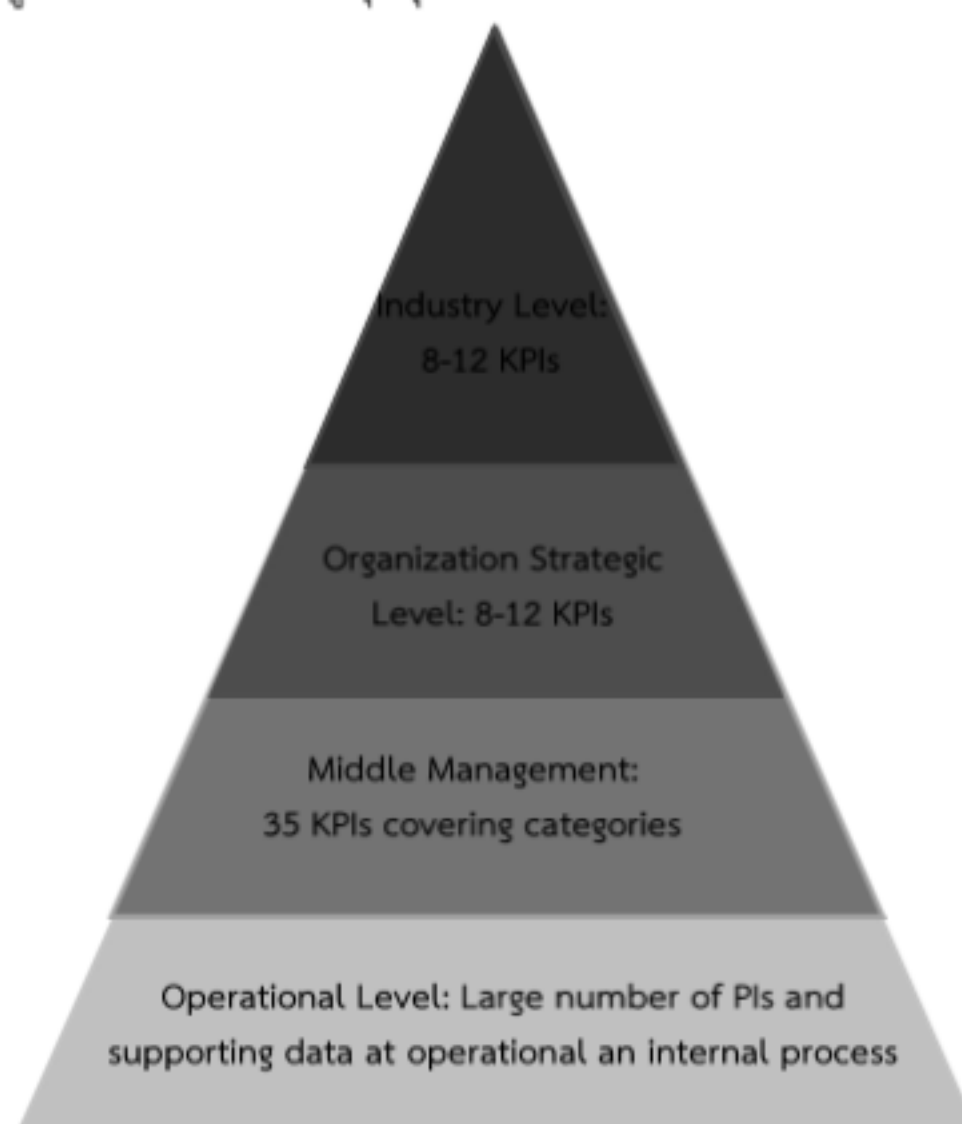 Industry Level:
8-12 KPIs
Organization Strategic
Level: 8-12 KPIs
Middle Management:
35 KPIs covering categories
Operational Level: Large number of PIs and
supporting data at operational an internal process